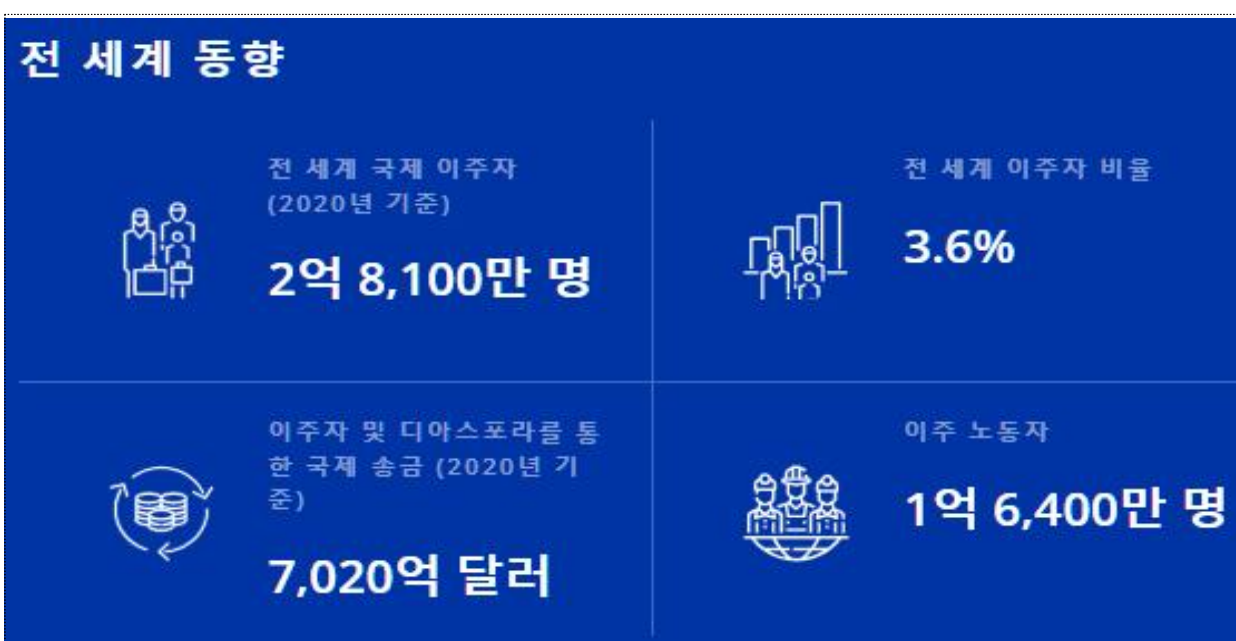 전 세계 동향
전 세계 국제 이주자
(2020년 기준)
2억 8,100만 명
전 세계 이주자 비율
3.6%
이주자 및 디아스포라를 통
한 국제 송금 (2020년 기
준)
7,020억 달러
이주 노동자
1억 6,400만 명